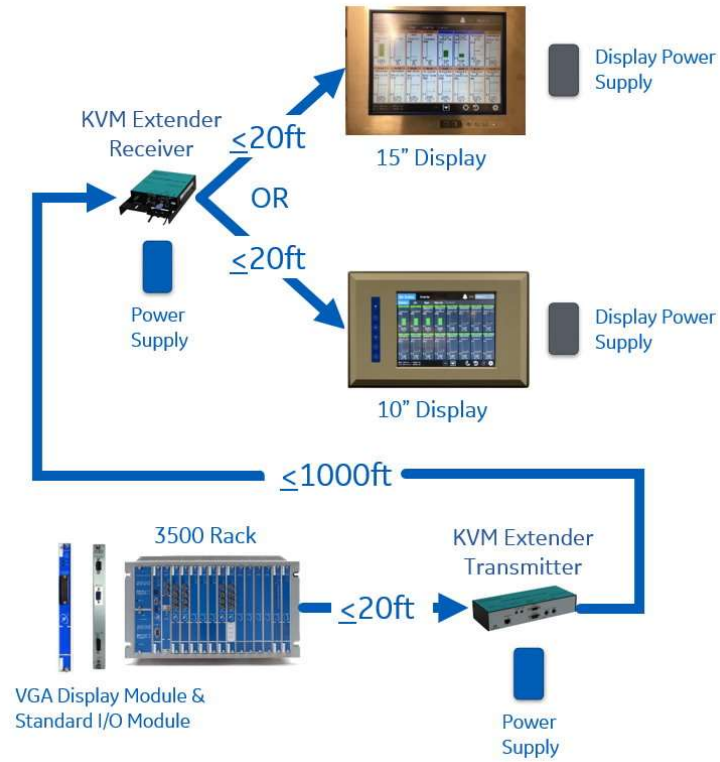 Display Power
Supply
KVM Extender
Receiver
≤20ft
15” Display
OR
≤20ft
Power
Supply
Display Power
Supply
10” Display
≤1000ft
3500 Rack
KVM Extender
Transmitter
≤20ft
VGA Display Module &
Standard I/O Module
Power
Supply